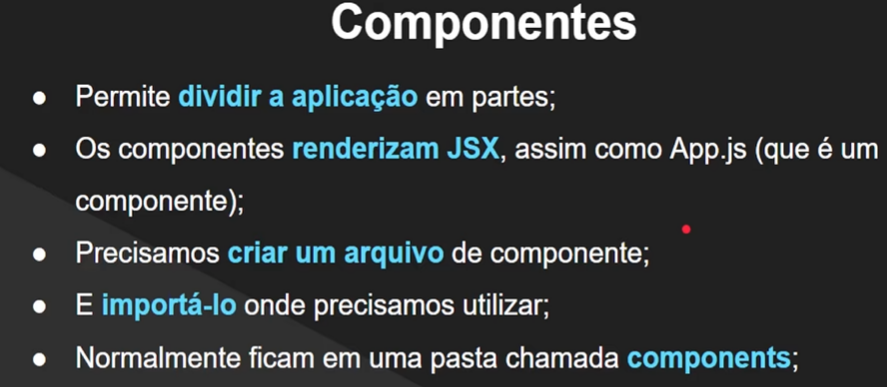 Componentes
● Permite dividir a aplicação em partes;
● Os componentes renderizam JSX, assim como App.js (que é um
componente);
● Precisamos criar um arquivo de componente;
● E importá-lo onde precisamos utilizar;
● Normalmente ficam em uma pasta chamada components;